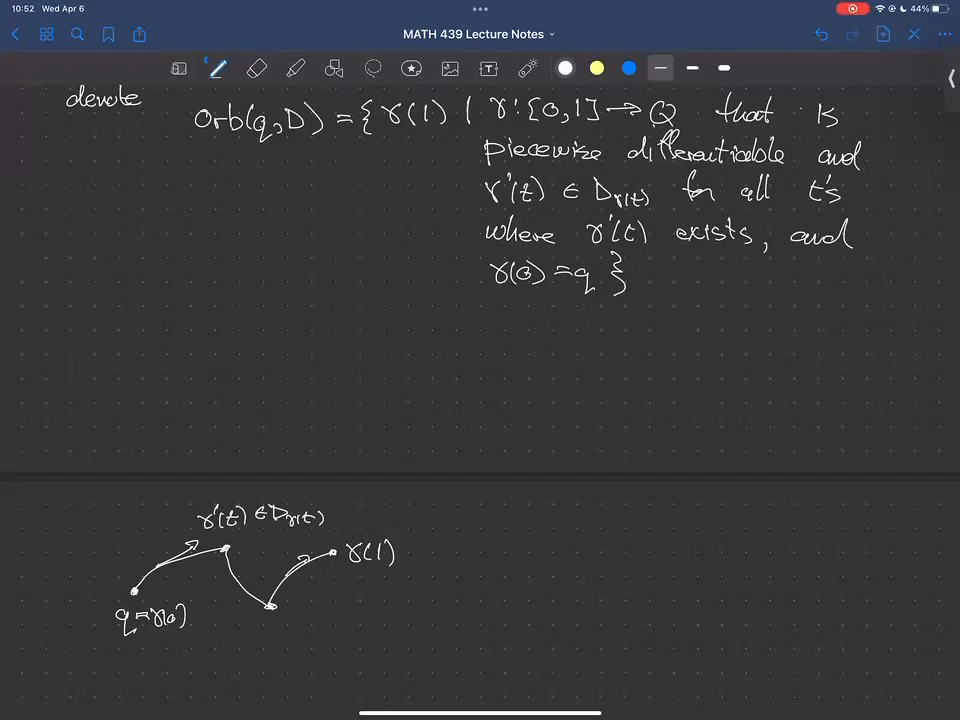 10:52 Wed Apr 6
44%
MATH 439 Lecture Notes
denote
Orb(q,D) = { γ(1) | γ: [0,1] → Q that is
piecewise differentiable and
γ'(t) ∈ D_γ(t) for all t's
where γ'(t) exists, and
γ(0) = q }
γ'(t) ∈ D_γ(t)
γ(1)
q = γ(0)